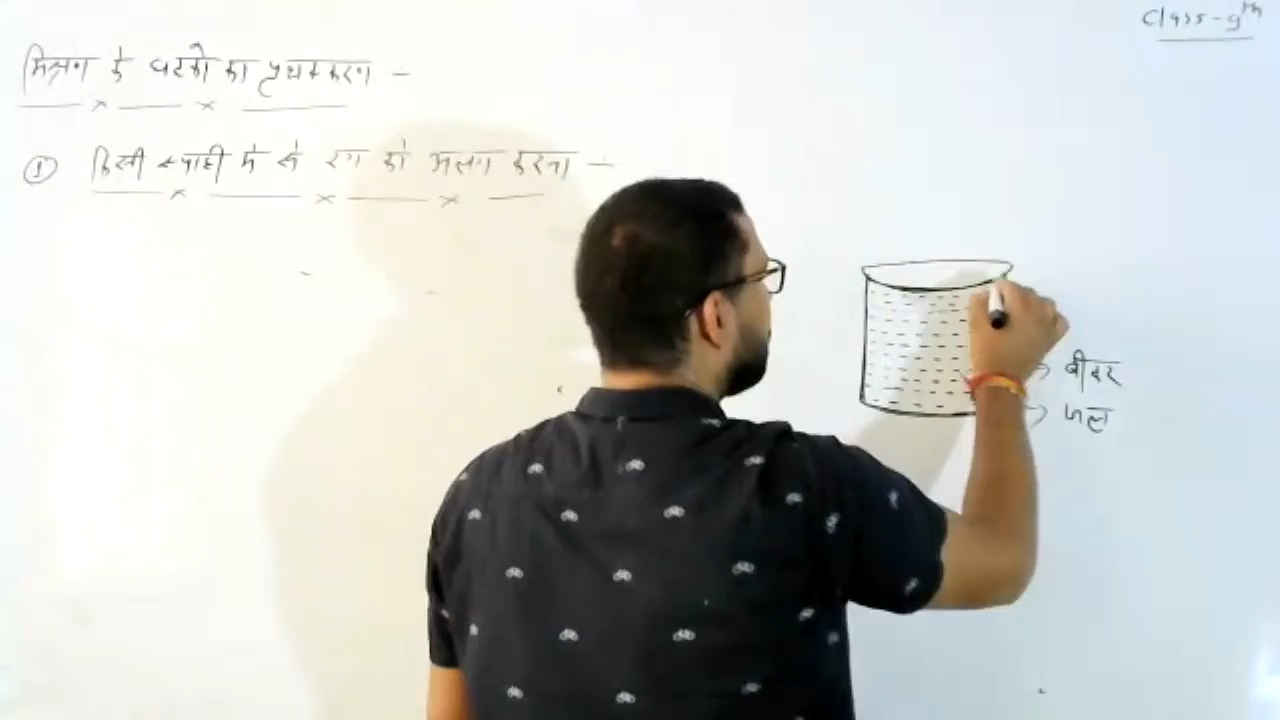 Class - 9th
मिश्रण के घटकों का पृथक्करण -
① किसी स्याही में से रंग को अलग करना -
बीकर
जल